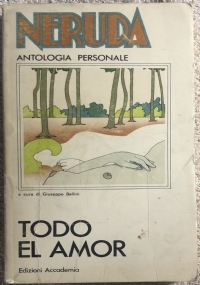 NERUDA
ANTOLOGIA PERSONALE
a cura di Giuseppe Bellini
TODO
EL AMOR
Edizioni Accademia